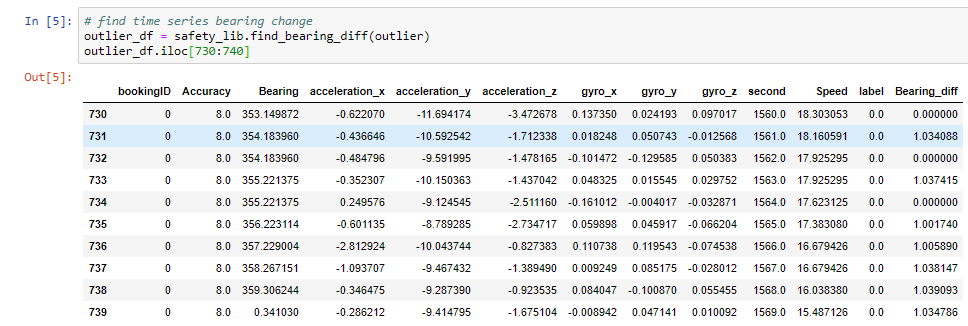 In [5]: # find time series bearing change
outlier_df = safety_lib.find_bearing_diff(outlier)
outlier_df.iloc[730:740]
Out[5]:
bookingID Accuracy Bearing acceleration_x acceleration_y acceleration_z gyro_x gyro_y gyro_z second Speed label Bearing_diff
730 0 8.0 353.149872 -0.622070 -11.694174 -3.472678 0.137350 0.024193 0.097017 1560.0 18.303053 0.0 0.000000
731 0 8.0 354.183960 -0.436646 -10.592542 -1.712338 0.018248 0.050743 -0.012568 1561.0 18.160591 0.0 1.034088
732 0 8.0 354.183960 -0.484796 -9.591995 -1.478165 -0.101472 -0.129585 0.050383 1562.0 17.925295 0.0 0.000000
733 0 8.0 355.221375 -0.352307 -10.150363 -1.437042 0.048325 0.015545 0.029752 1563.0 17.925295 0.0 1.037415
734 0 8.0 355.221375 0.249576 -9.124545 -2.511160 -0.161012 -0.004017 -0.032871 1564.0 17.623125 0.0 0.000000
735 0 8.0 356.223114 -0.601135 -8.789285 -2.734717 0.059898 0.045917 -0.066204 1565.0 17.383080 0.0 1.001740
736 0 8.0 357.229004 -2.812924 -10.043744 -0.827383 0.110738 0.119543 -0.074538 1566.0 16.679426 0.0 1.005890
737 0 8.0 358.267151 -1.093707 -9.467432 -1.389490 0.009249 0.085175 -0.028012 1567.0 16.679426 0.0 1.038147
738 0 8.0 359.306244 -0.346475 -9.287390 -0.923535 0.084047 -0.100870 0.055455 1568.0 16.038380 0.0 1.039093
739 0 8.0 0.341030 -0.286212 -9.414795 -1.675104 -0.008942 0.047141 0.010092 1569.0 15.487126 0.0 1.034786